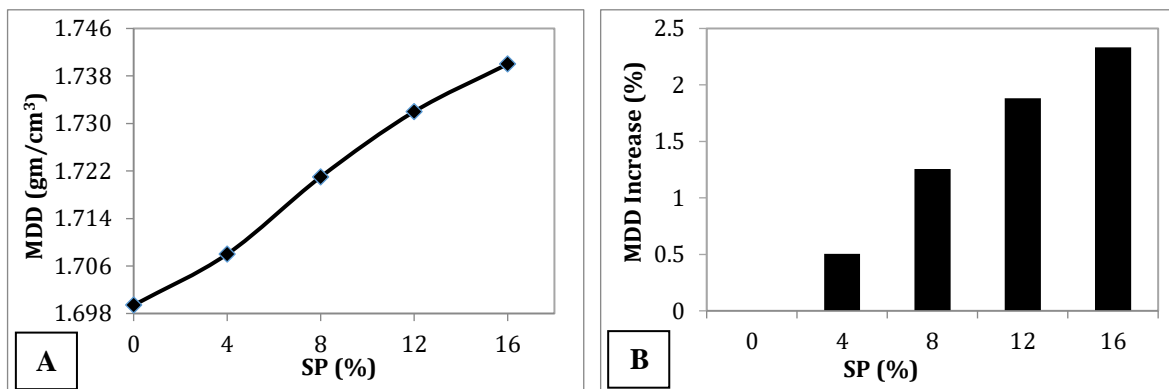 1.746
1.738
1.730
1.722
1.714
1.706
1.698
MDD (gm/cm³)
0 4 8 12 16
SP (%)
A
2.5
2
1.5
1
0.5
0
MDD Increase (%)
0 4 8 12 16
SP (%)
B